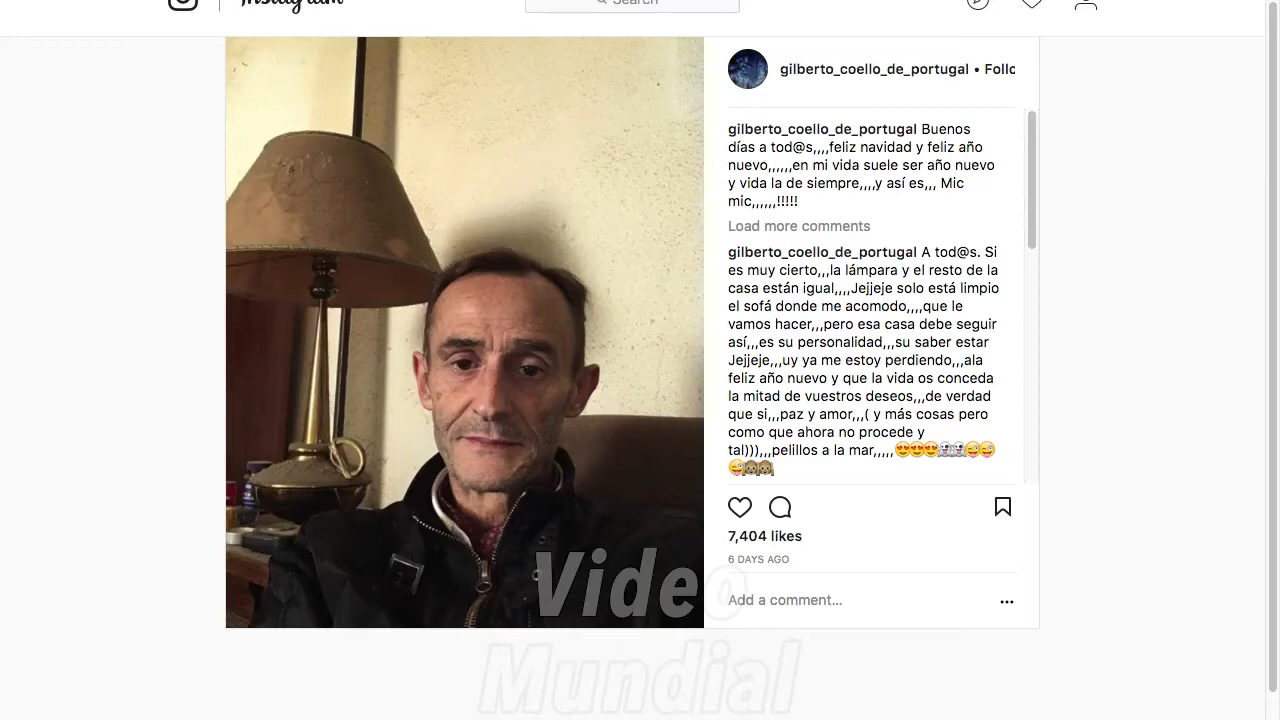 Instagram
Search
gilberto_coello_de_portugal • Follo
gilberto_coello_de_portugal Buenos
días a tod@s,,,,feliz navidad y feliz año
nuevo,,,,,,en mi vida suele ser año nuevo
y vida la de siempre,,,,y así es,,, Mic
mic,,,,,,!!!!!
Load more comments
gilberto_coello_de_portugal A tod@s. Si
es muy cierto,,,la lámpara y el resto de la
casa están igual,,,,Jejjeje solo está limpio
el sofá donde me acomodo,,,,que le
vamos hacer,,,pero esa casa debe seguir
así,,,es su personalidad,,,su saber estar
Jejjeje,,,uy ya me estoy perdiendo,,,ala
feliz año nuevo y que la vida os conceda
la mitad de vuestros deseos,,,de verdad
que si,,,paz y amor,,,( y más cosas pero
como que ahora no procede y
tal))),,,pelillos a la mar,,,,,😍😍😍🐭🐭😜😜
😜🙈🙈
7,404 likes
6 DAYS AGO
Add a comment...
Video
Mundial